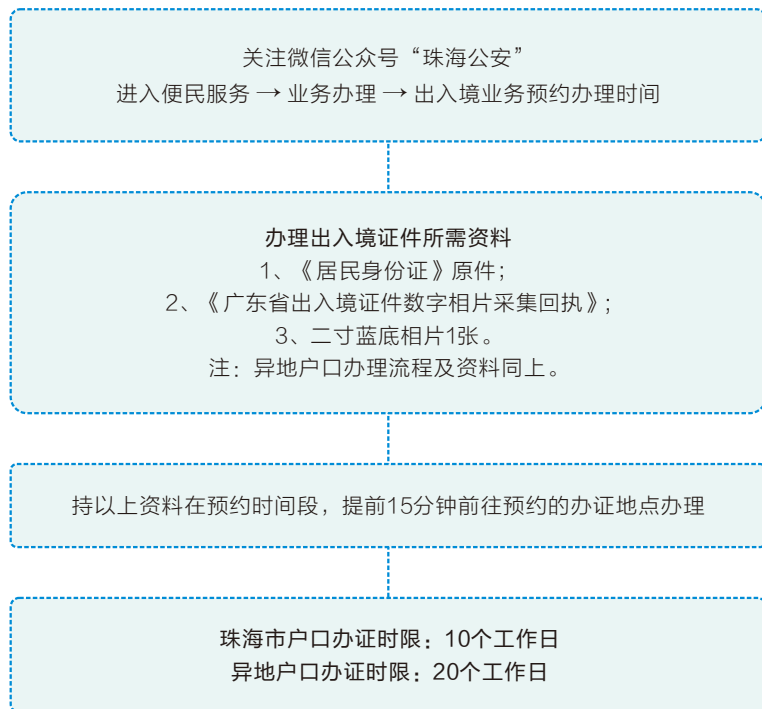 关注微信公众号“珠海公安”
进入便民服务 → 业务办理 → 出入境业务预约办理时间
办理出入境证件所需资料
1、《居民身份证》原件；
2、《广东省出入境证件数字相片采集回执》；
3、二寸蓝底相片1张。
注：异地户口办理流程及资料同上。
持以上资料在预约时间段，提前15分钟前往预约的办证地点办理
珠海市户口办证时限：10个工作日
异地户口办证时限：20个工作日